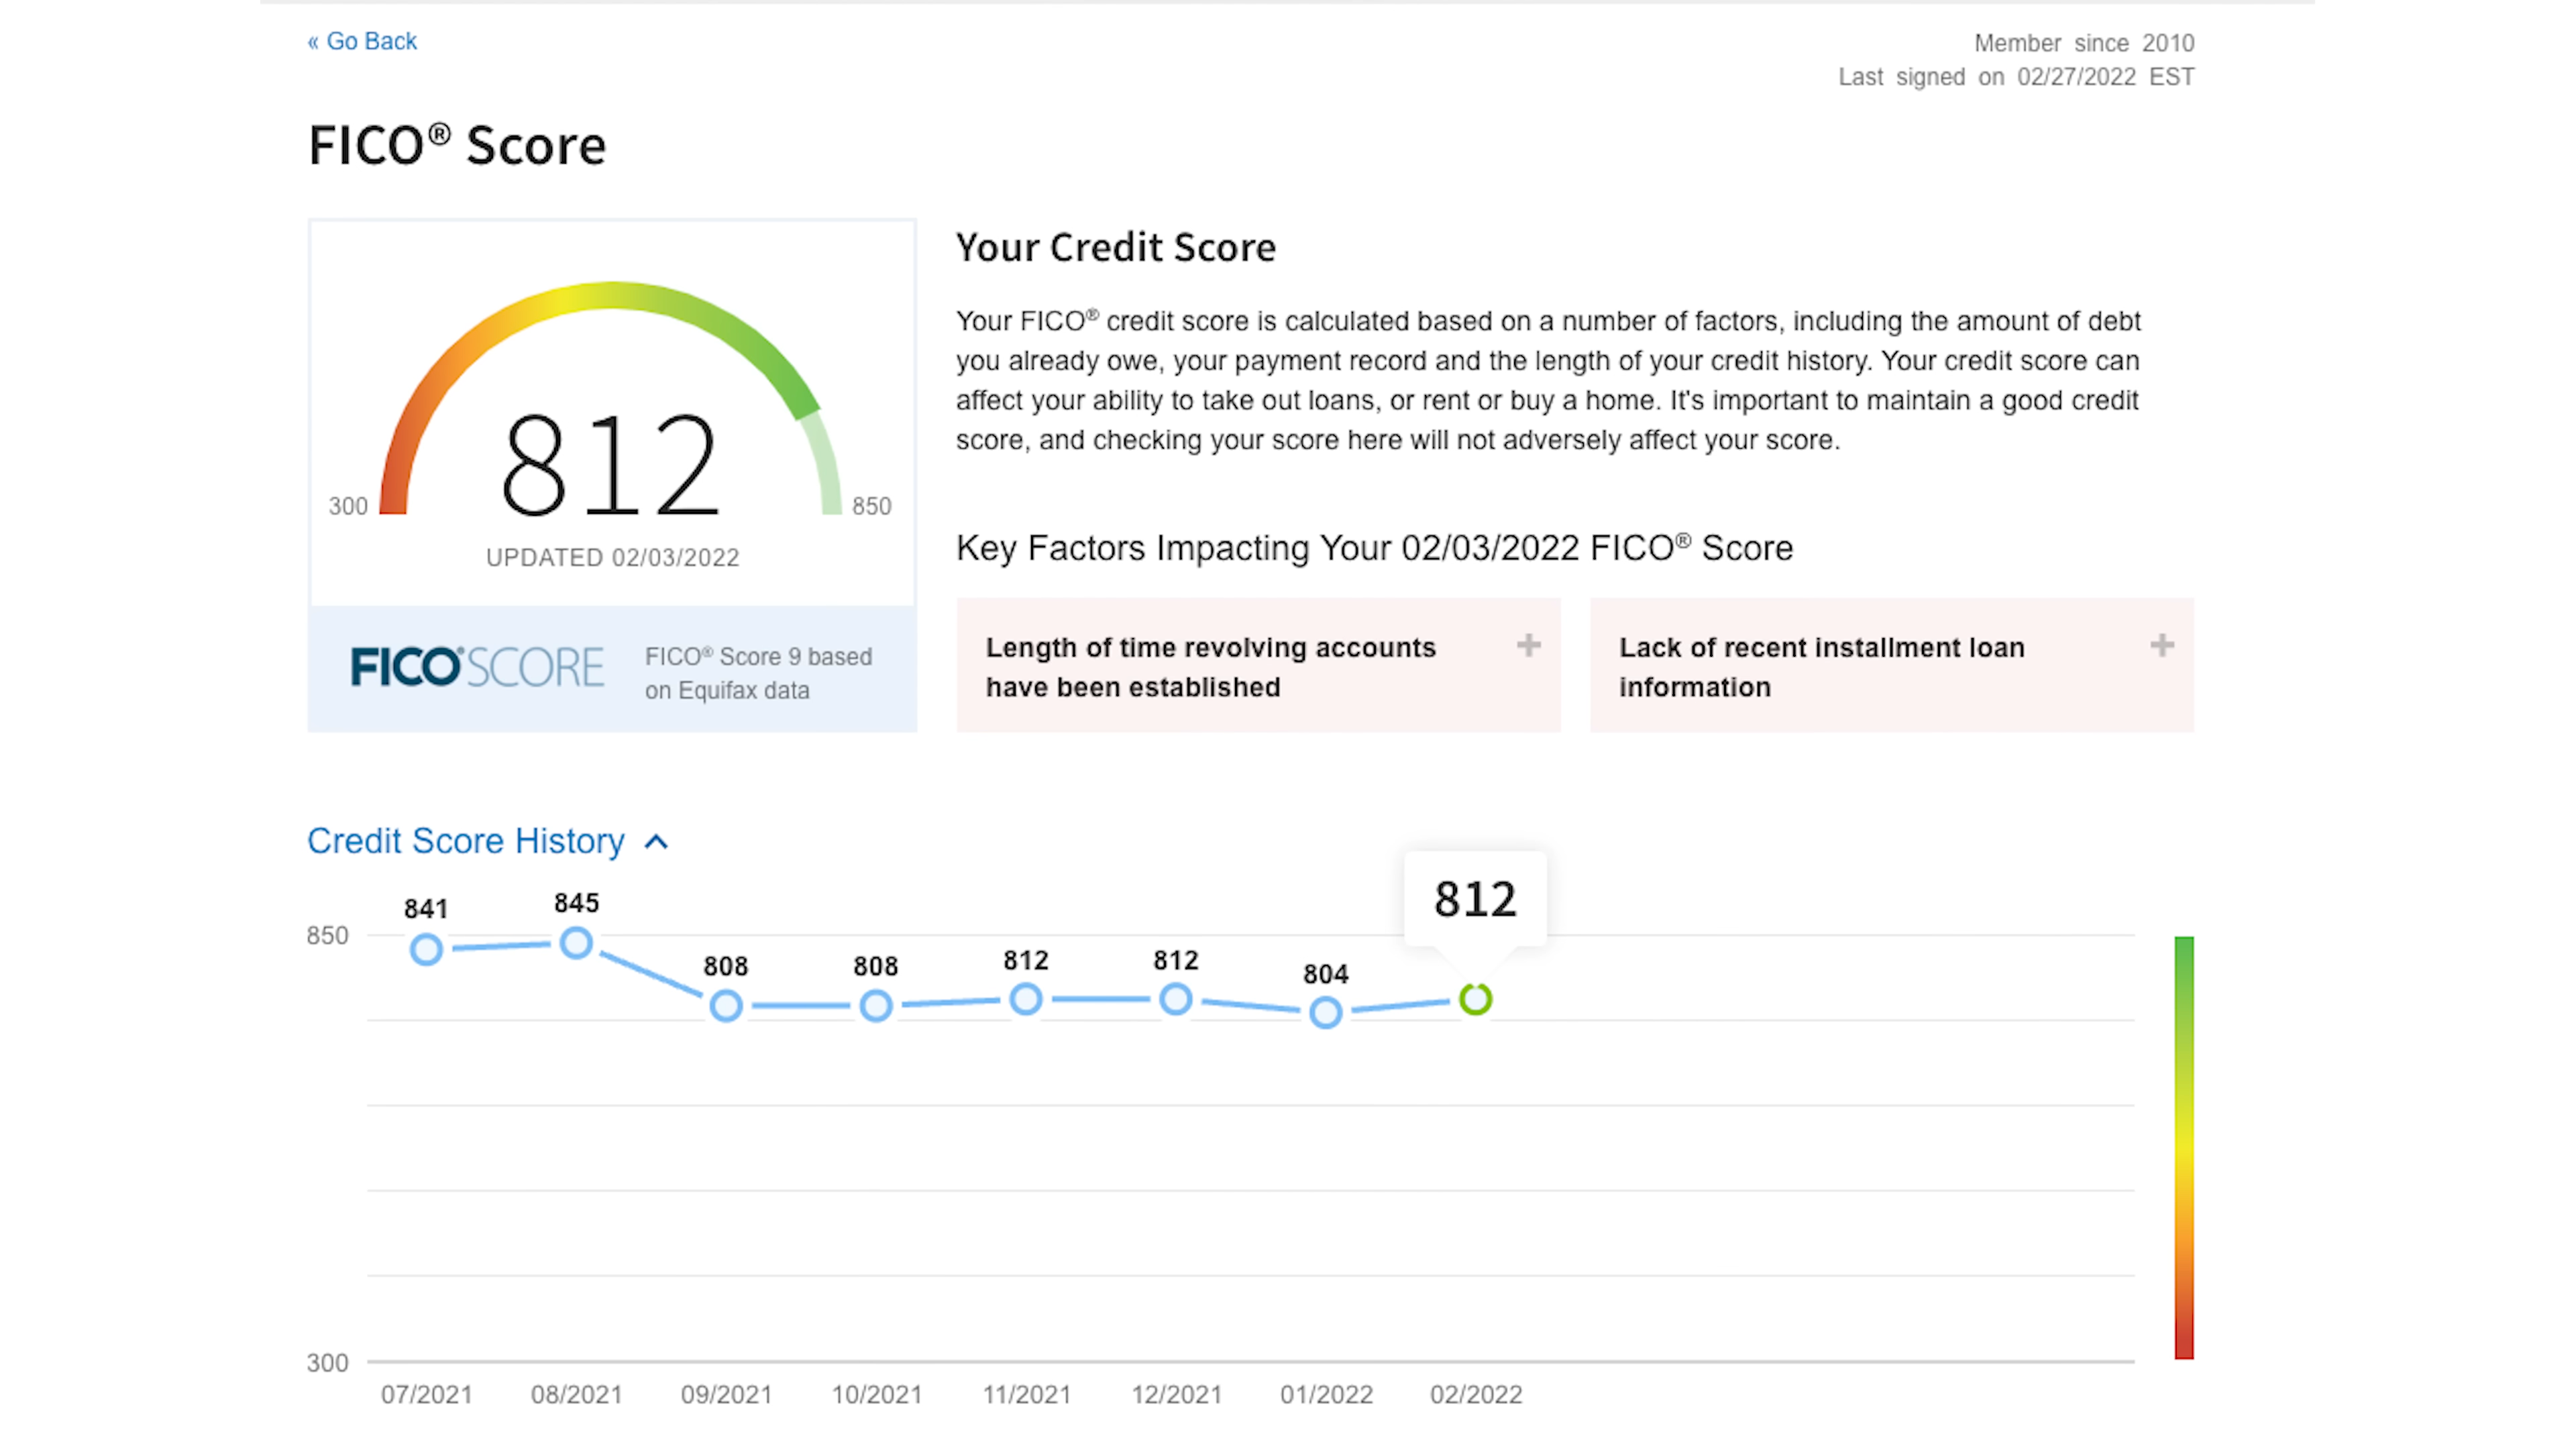 « Go Back
Member since 2010
Last signed on 02/27/2022 EST
FICO® Score
Your Credit Score
Your FICO® credit score is calculated based on a number of factors, including the amount of debt
you already owe, your payment record and the length of your credit history. Your credit score can
affect your ability to take out loans, or rent or buy a home. It's important to maintain a good credit
score, and checking your score here will not adversely affect your score.
812
300
850
UPDATED 02/03/2022
FICO® SCORE
FICO® Score 9 based
on Equifax data
Key Factors Impacting Your 02/03/2022 FICO® Score
Length of time revolving accounts
have been established
Lack of recent installment loan
information
Credit Score History
850
841
845
808
808
812
812
804
812
300
07/2021
08/2021
09/2021
10/2021
11/2021
12/2021
01/2022
02/2022